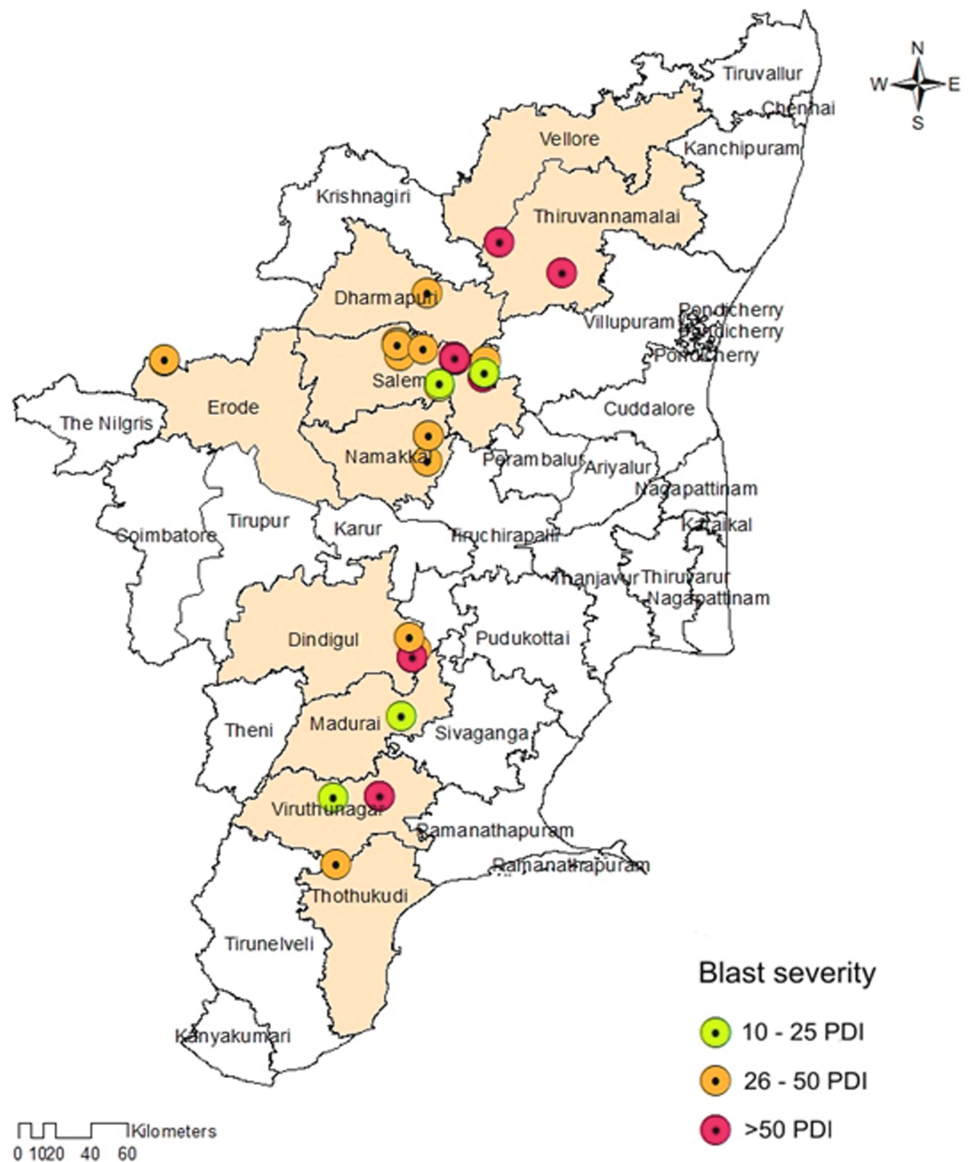 N
W E
S
Tiruvallur
Chennai
Vellore
Kanchipuram
Krishnagiri
Thiruvannamalai
Dharmapuri
Pondicherry
Villupuram
Pondicherry
Pondicherry
Salem
Erode
Cuddalore
The Nilgris
Namakkal
Perambalur
Ariyalur
Nagapattinam
Tirupur
Karur
Karaikal
Coimbatore
Tiruchirapalli
Thanjavur
Thiruvarur
Nagapattinam
Dindigul
Pudukottai
Theni
Madurai
Sivaganga
Viruthunagar
Ramanathapuram
Ramanathapuram
Thothukudi
Tirunelveli
Kanyakumari
Blast severity
10 - 25 PDI
26 - 50 PDI
>50 PDI
Kilometers
0 10 20 40 60